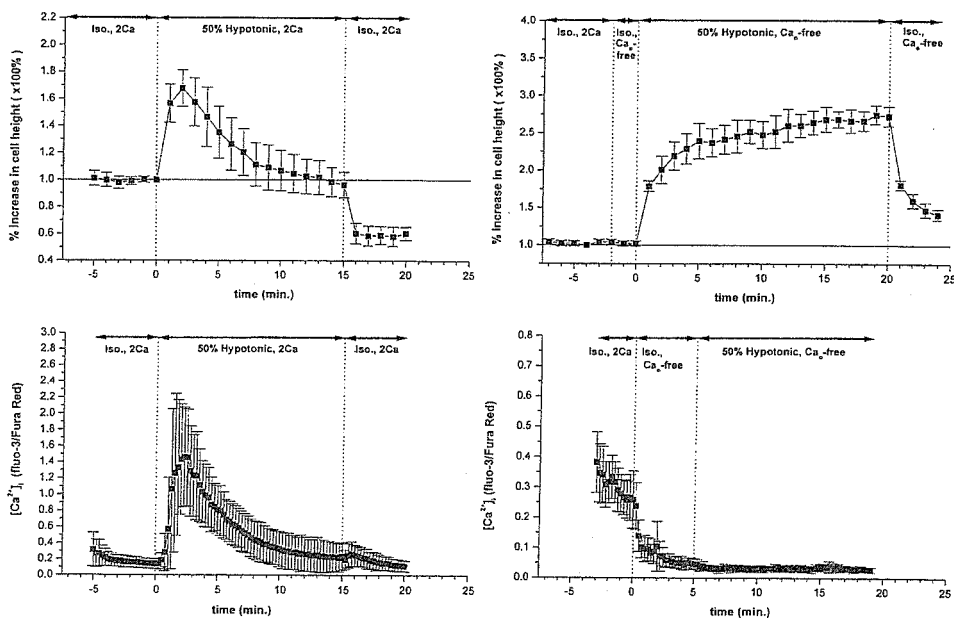 Iso., 2Ca
50% Hypotonic, 2Ca
Iso., 2Ca
% Increase in cell height ( x100%)
2.2
2.0
1.8
1.6
1.4
1.2
1.0
0.8
0.6
0.4
-5
0
5
10
15
20
25
time (min.)
Iso., 2Ca
Iso.,
Caₒ-
free
50% Hypotonic, Caₒ-free
Iso.,
Caₒ-free
% Increase in cell height ( x100%)
4.0
3.5
3.0
2.5
2.0
1.5
1.0
-5
0
5
10
15
20
25
time (min.)
Iso., 2Ca
50% Hypotonic, 2Ca
Iso., 2Ca
[Ca²⁺]ᵢ (fluo-3/Fura Red)
3.0
2.8
2.6
2.4
2.2
2.0
1.8
1.6
1.4
1.2
1.0
0.8
0.6
0.4
0.2
0.0
-5
0
5
10
15
20
25
time (min.)
Iso., 2Ca
Iso.,
Caₒ-free
50% Hypotonic, Caₒ-free
[Ca²⁺]ᵢ (fluo-3/Fura Red)
0.8
0.7
0.6
0.5
0.4
0.3
0.2
0.1
0.0
-5
0
5
10
15
20
25
time (min.)